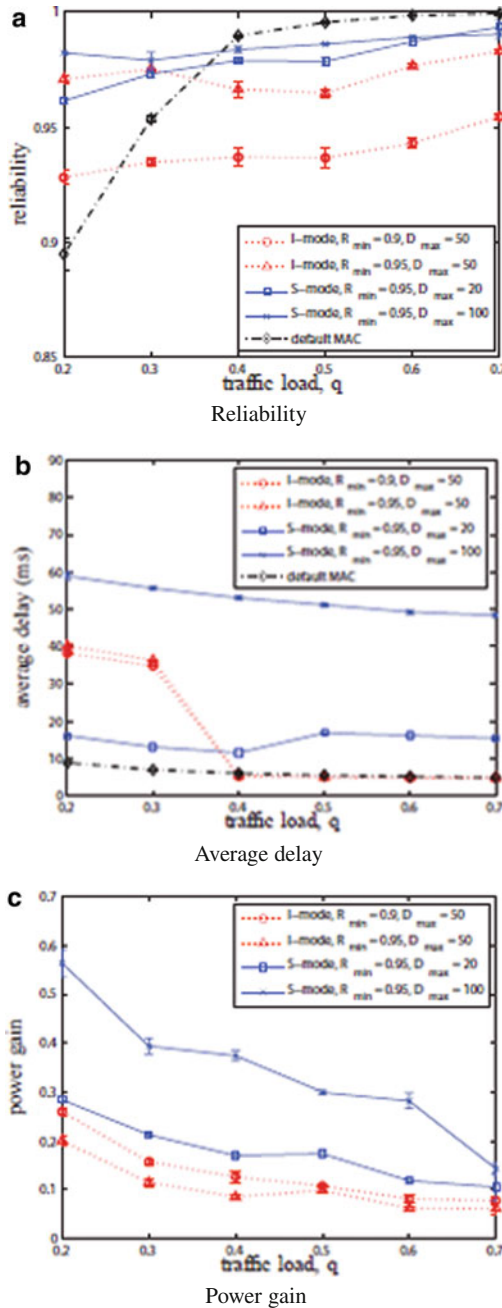 a
1
0.95
0.9
0.85
reliability
I-mode, R min = 0.9, D max = 50
I-mode, R min = 0.95, D max = 50
S-mode, R min = 0.95, D max = 20
S-mode, R min = 0.95, D max = 100
default MAC
0.2 0.3 0.4 0.5 0.6 0.7
traffic load, q
Reliability
b
90
80
70
60
50
40
30
20
10
0
average delay (ms)
I-mode, R min = 0.9, D max = 50
I-mode, R min = 0.95, D max = 50
S-mode, R min = 0.95, D max = 20
S-mode, R min = 0.95, D max = 100
default MAC
0.2 0.3 0.4 0.5 0.6 0.7
traffic load, q
Average delay
c
0.7
0.6
0.5
0.4
0.3
0.2
0.1
0
power gain
I-mode, R min = 0.9, D max = 50
I-mode, R min = 0.95, D max = 50
S-mode, R min = 0.95, D max = 20
S-mode, R min = 0.95, D max = 100
0.2 0.3 0.4 0.5 0.6 0.7
traffic load, q
Power gain